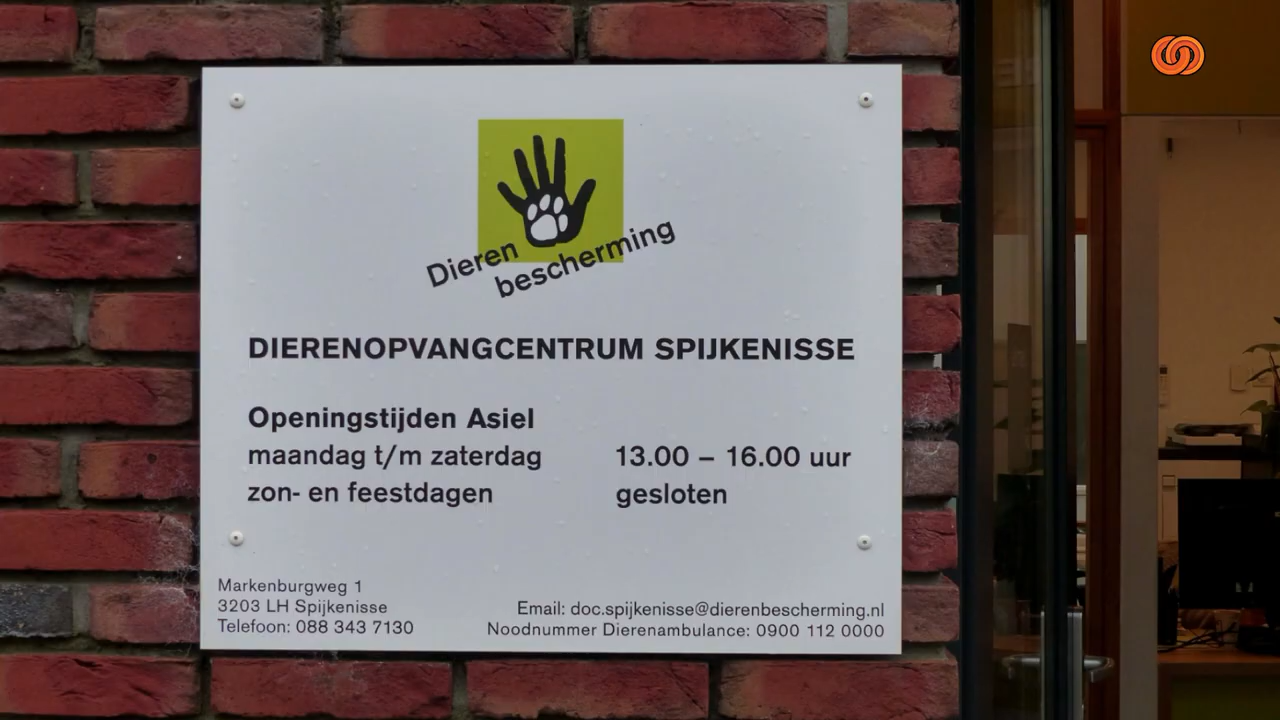 Dieren
bescherming
DIERENOPVANGCENTRUM SPIJKENISSE
Openingstijden Asiel
maandag t/m zaterdag 13.00 – 16.00 uur
zon- en feestdagen gesloten
Markenburgweg 1
3203 LH Spijkenisse
Telefoon: 088 343 7130
Email: doc.spijkenisse@dierenbescherming.nl
Noodnummer Dierenambulance: 0900 112 0000